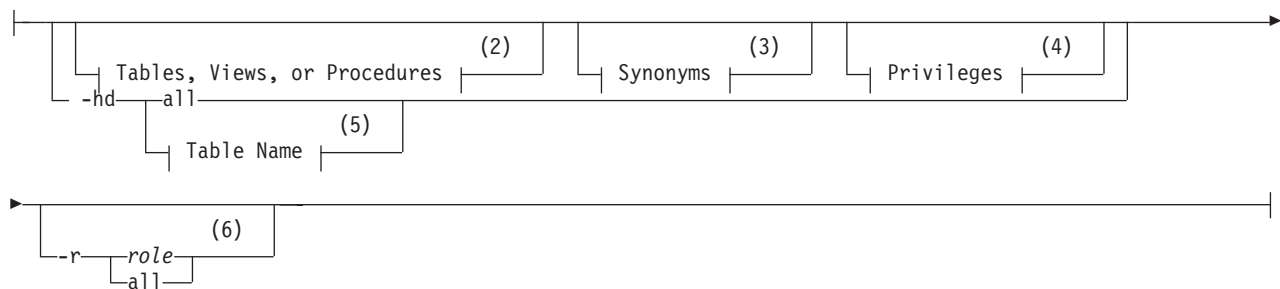 (2) (3) (4)
Tables, Views, or Procedures Synonyms Privileges
-hd all
(5)
Table Name
(6)
-r role
all